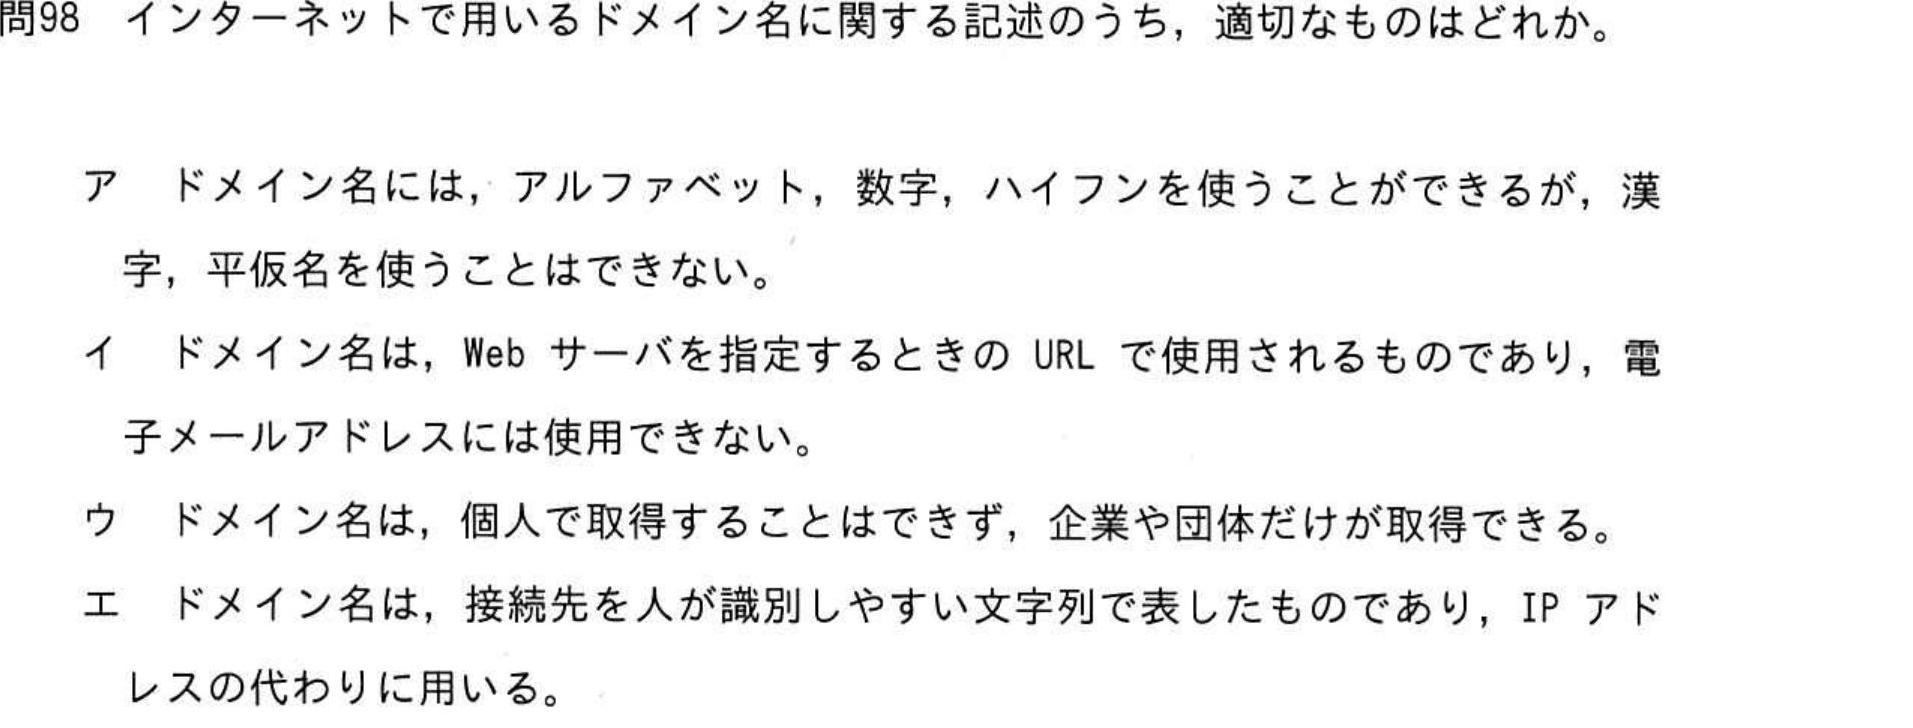 問98 インターネットで用いるドメイン名に関する記述のうち，適切なものはどれか。
ア ドメイン名には，アルファベット，数字，ハイフンを使うことができるが，漢
字，平仮名を使うことはできない。
イ ドメイン名は，Web サーバを指定するときの URL で使用されるものであり，電
子メールアドレスには使用できない。
ウ ドメイン名は，個人で取得することはできず，企業や団体だけが取得できる。
エ ドメイン名は，接続先を人が識別しやすい文字列で表したものであり，IP アド
レスの代わりに用いる。